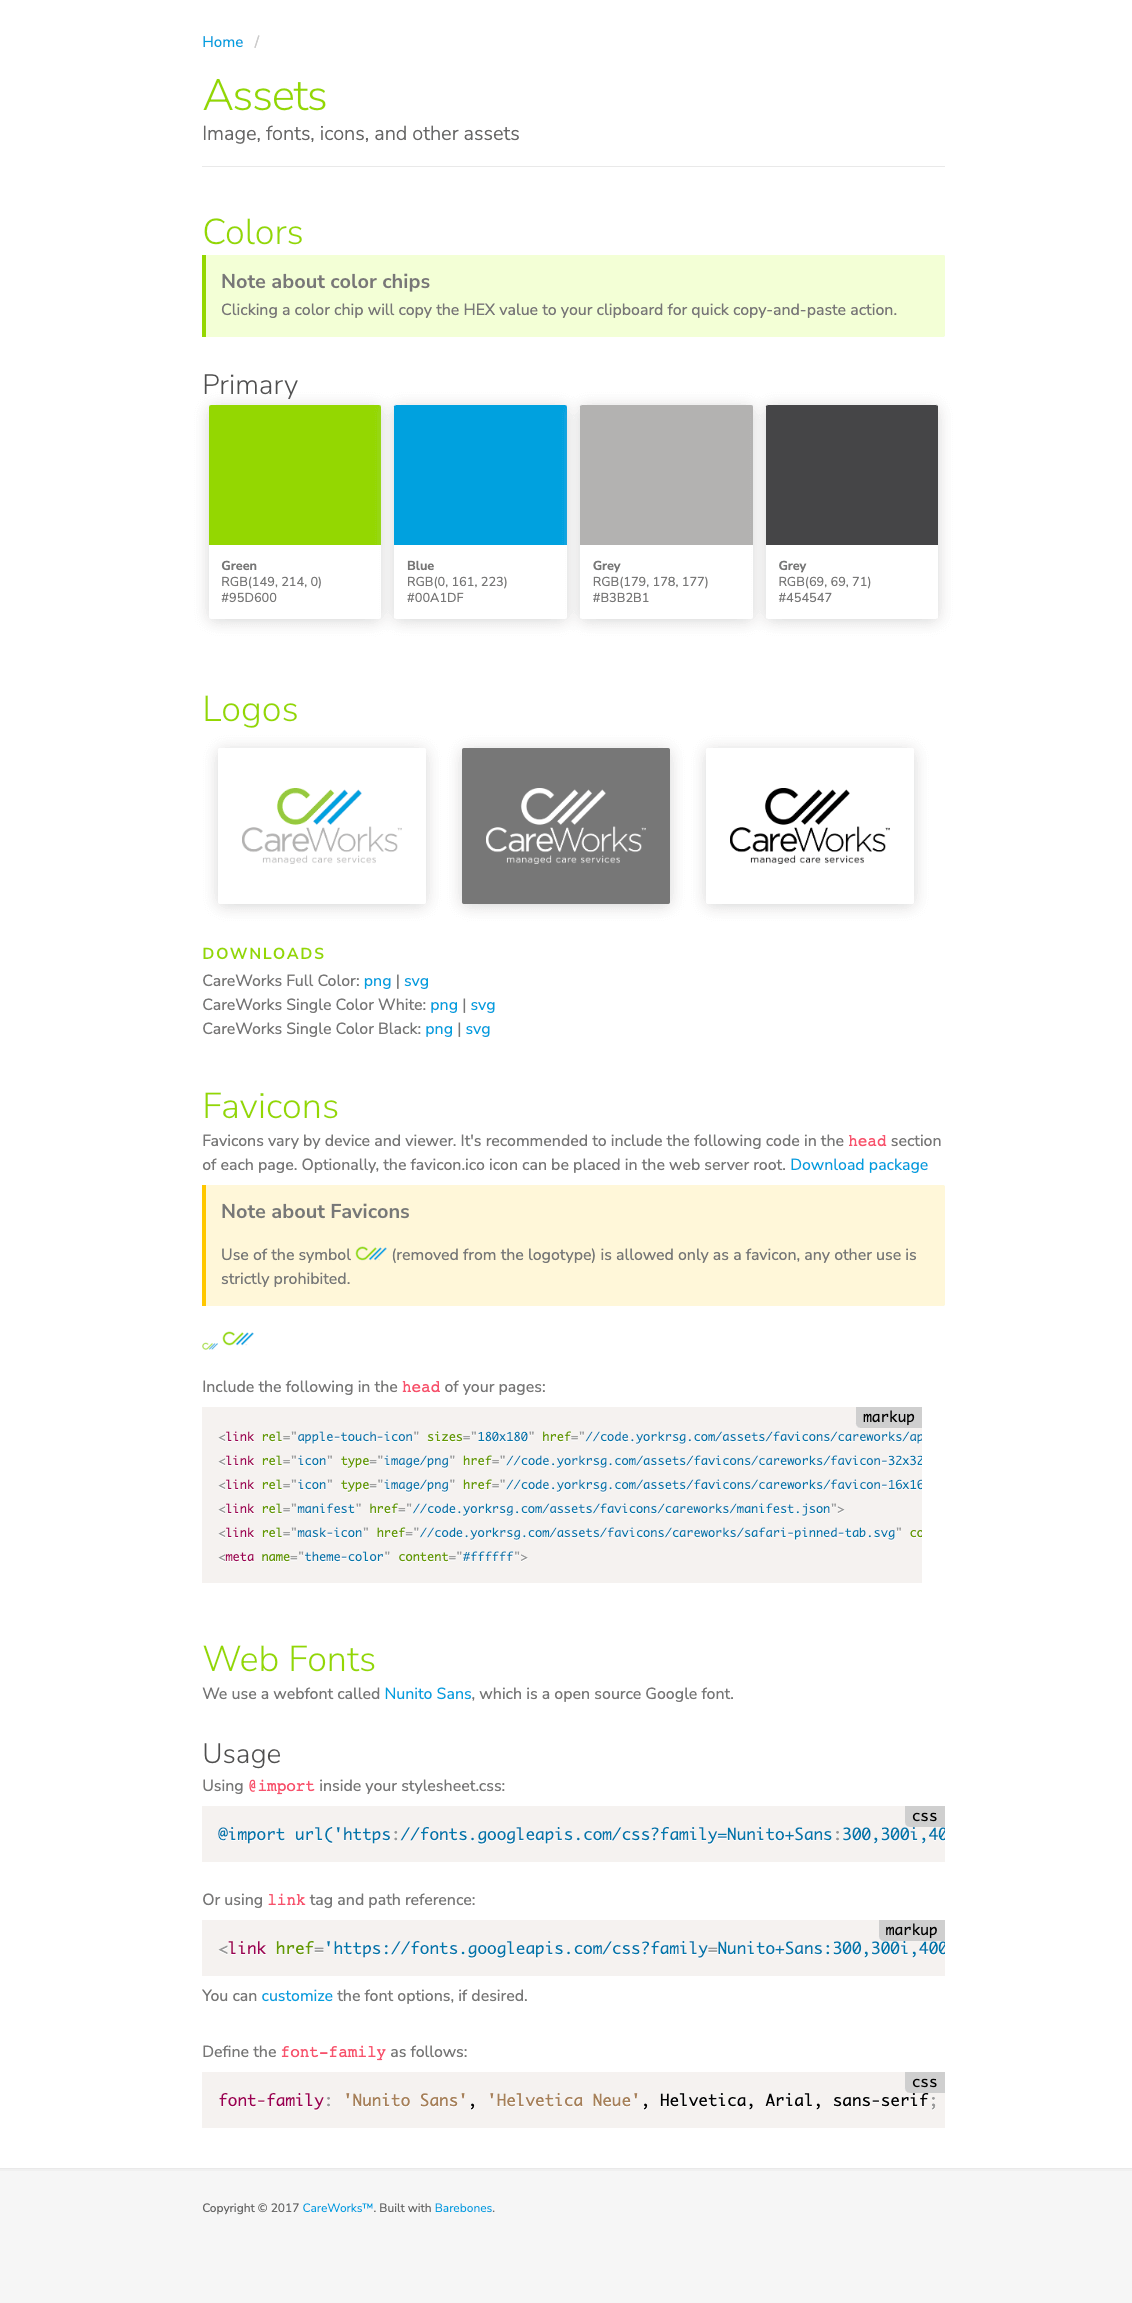 Home /
Assets
Image, fonts, icons, and other assets
Colors
Note about color chips
Clicking a color chip will copy the HEX value to your clipboard for quick copy-and-paste action.
Primary
Green
RGB(149, 214, 0)
#95D600
Blue
RGB(0, 161, 223)
#00A1DF
Grey
RGB(179, 178, 177)
#B3B2B1
Grey
RGB(69, 69, 71)
#454547
Logos
CareWorks™
managed care services
CareWorks™
managed care services
CareWorks™
managed care services
DOWNLOADS
CareWorks Full Color: png | svg
CareWorks Single Color White: png | svg
CareWorks Single Color Black: png | svg
Favicons
Favicons vary by device and viewer. It's recommended to include the following code in the head section
of each page. Optionally, the favicon.ico icon can be placed in the web server root. Download package
Note about Favicons
Use of the symbol (removed from the logotype) is allowed only as a favicon, any other use is
strictly prohibited.
Include the following in the head of your pages:
markup
<link rel="apple-touch-icon" sizes="180x180" href="//code.yorkrsg.com/assets/favicons/careworks/ap
<link rel="icon" type="image/png" href="//code.yorkrsg.com/assets/favicons/careworks/favicon-32x32
<link rel="icon" type="image/png" href="//code.yorkrsg.com/assets/favicons/careworks/favicon-16x16
<link rel="manifest" href="//code.yorkrsg.com/assets/favicons/careworks/manifest.json">
<link rel="mask-icon" href="//code.yorkrsg.com/assets/favicons/careworks/safari-pinned-tab.svg" co
<meta name="theme-color" content="#ffffff">
Web Fonts
We use a webfont called Nunito Sans, which is a open source Google font.
Usage
Using @import inside your stylesheet.css:
css
@import url('https://fonts.googleapis.com/css?family=Nunito+Sans:300,300i,40
Or using link tag and path reference:
markup
<link href='https://fonts.googleapis.com/css?family=Nunito+Sans:300,300i,400
You can customize the font options, if desired.
Define the font-family as follows:
css
font-family: 'Nunito Sans', 'Helvetica Neue', Helvetica, Arial, sans-serif;
Copyright © 2017 CareWorks™. Built with Barebones.